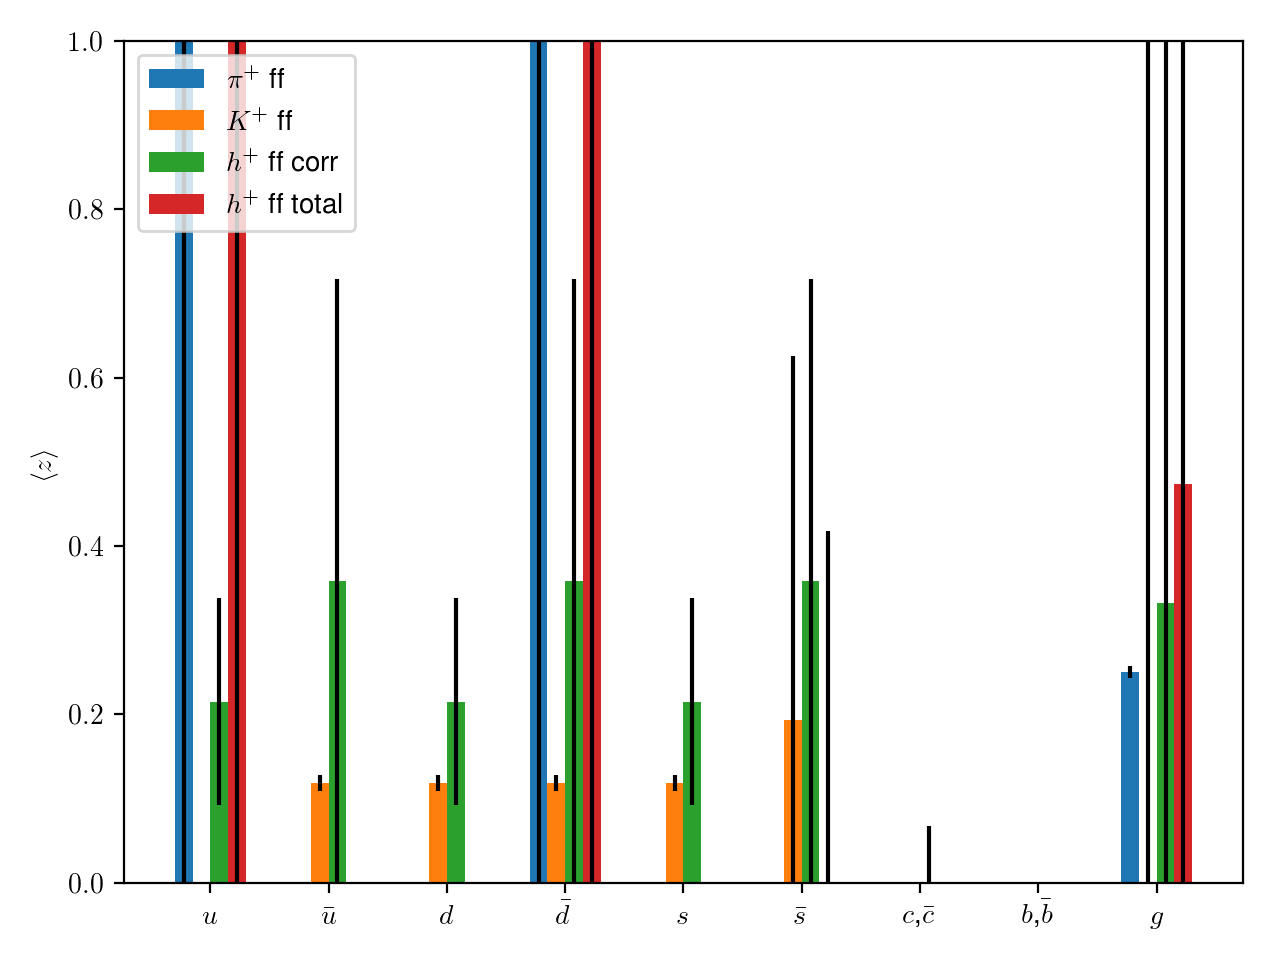 π⁺ ff
K⁺ ff
h⁺ ff corr
h⁺ ff total
1.0
0.8
0.6
0.4
0.2
0.0
⟨z⟩
u ū d d̄ s s̄ c,c̄ b,b̄ g